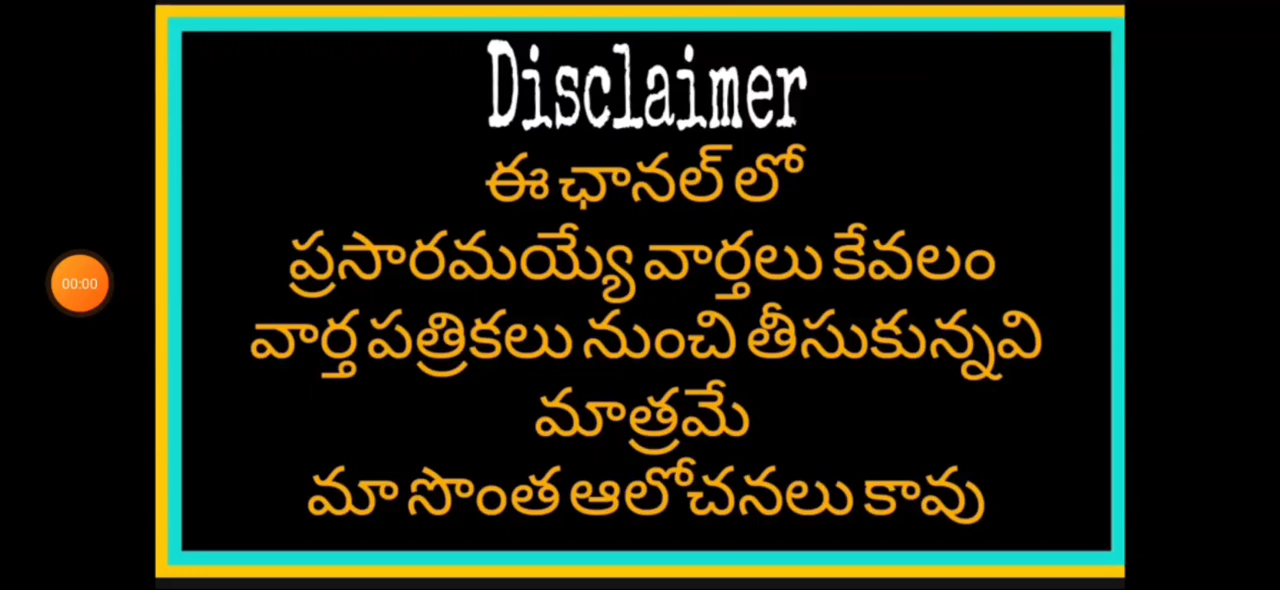 Disclaimer
ఈ ఛానల్ లో
ప్రసారమయ్యే వార్తలు కేవలం
00:00
వార్త పత్రికలు నుంచి తీసుకున్నవి
మాత్రమే
మా సొంత ఆలోచనలు కావు